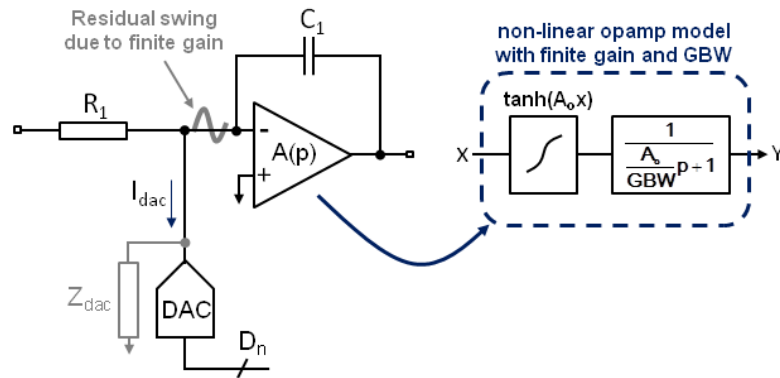 Residual swing
due to finite gain
C1
R1
-
A(p)
+
Idac
Zdac
DAC
Dn
non-linear opamp model
with finite gain and GBW
tanh(Aox)
X
1
Ao
GBW p+1
Y